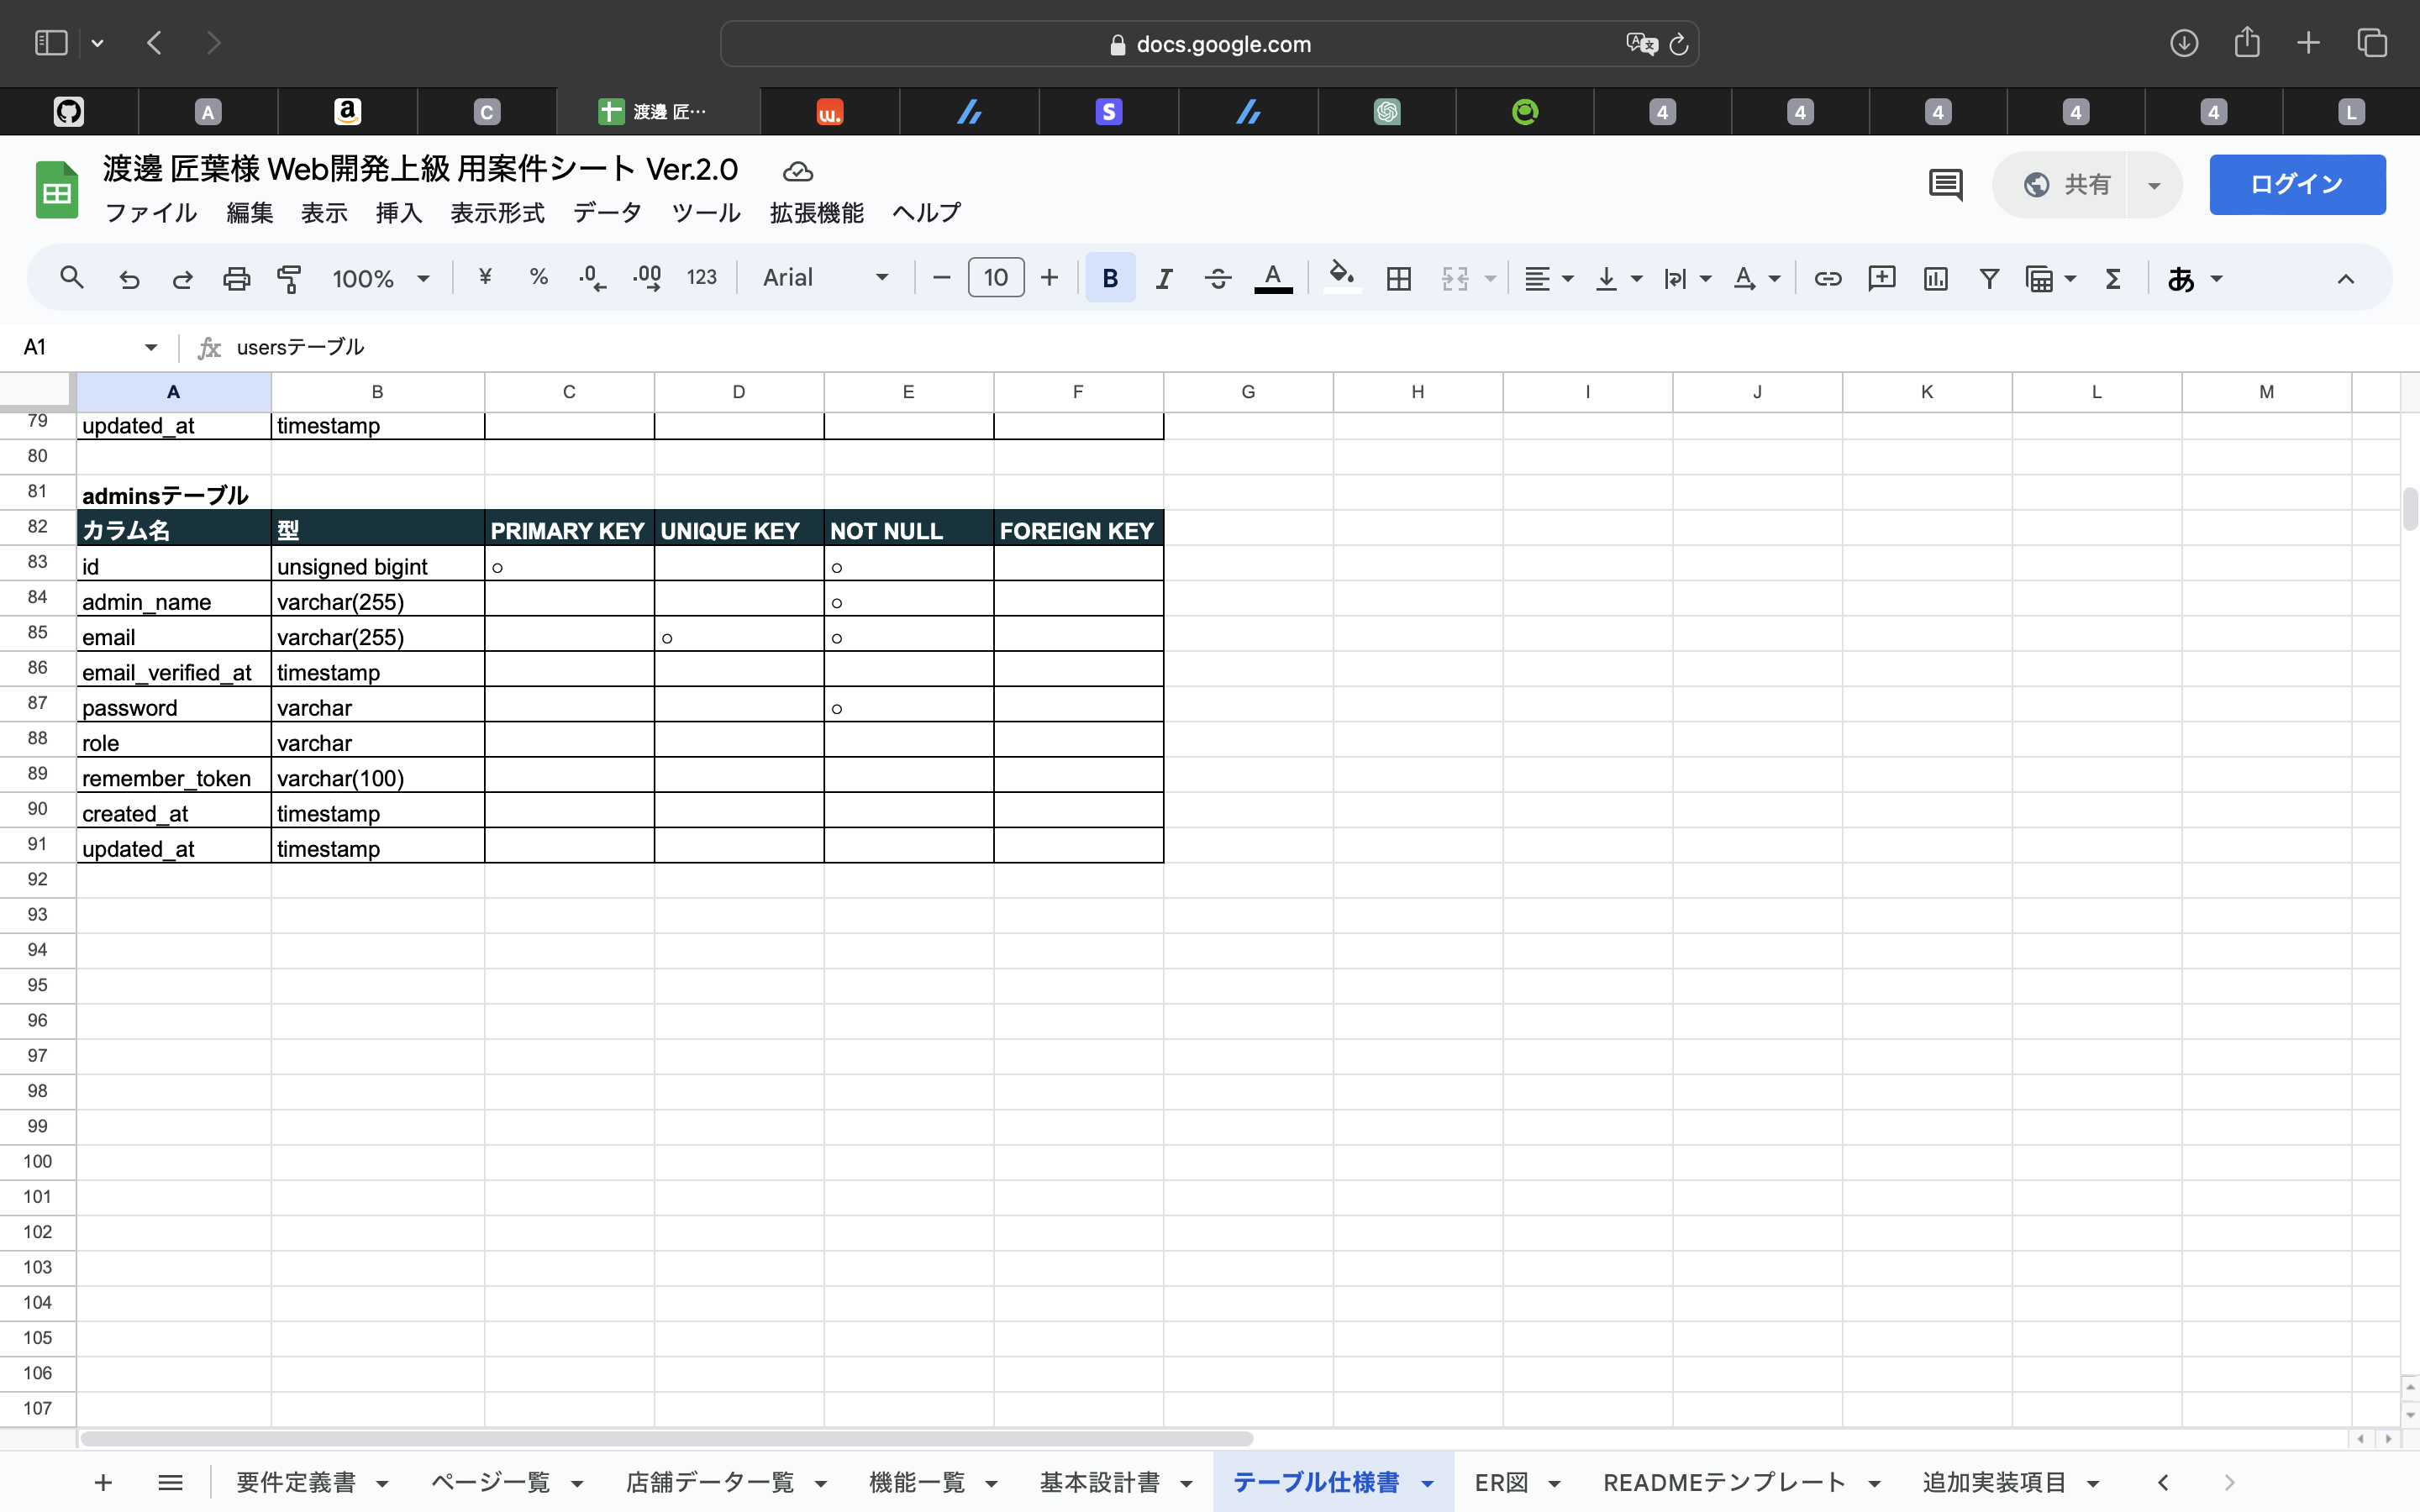 docs.google.com
A
a
C
渡邊 匠…
w.
S
4
4
4
4
4
L
渡邊 匠葉様 Web開発上級 用案件シート Ver.2.0
ファイル 編集 表示 挿入 表示形式 データ ツール 拡張機能 ヘルプ
共有
ログイン
100% ¥ % .0 .00 123 Arial 10 B I S A A Σ あ
A1 fx usersテーブル
A B C D E F G H I J K L M
79 updated_at timestamp
80
81 adminsテーブル
82 カラム名 型 PRIMARY KEY UNIQUE KEY NOT NULL FOREIGN KEY
83 id unsigned bigint ○ ○
84 admin_name varchar(255) ○
85 email varchar(255) ○ ○
86 email_verified_at timestamp
87 password varchar ○
88 role varchar
89 remember_token varchar(100)
90 created_at timestamp
91 updated_at timestamp
92
93
94
95
96
97
98
99
100
101
102
103
104
105
106
107
要件定義書 ページ一覧 店舗データ一覧 機能一覧 基本設計書 テーブル仕様書 ER図 READMEテンプレート 追加実装項目